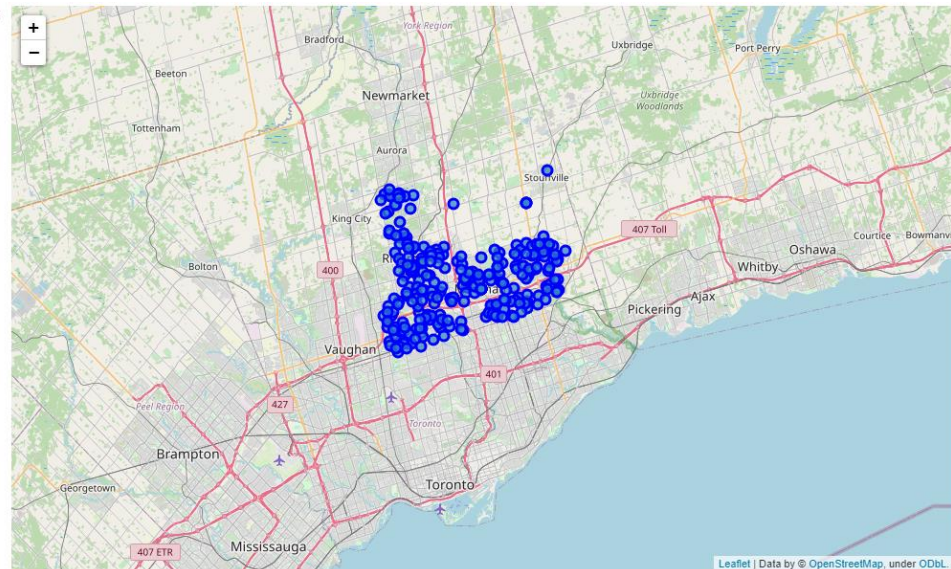 +
−
York Region
Bradford
Uxbridge
Port Perry
Beeton
Newmarket
Uxbridge
Woodlands
Tottenham
Aurora
Stouffville
King City
407 Toll
Courtice
Bowmanv
Oshawa
Bolton
400
Whitby
Ajax
Pickering
Vaughan
401
Peel Region
427
Toronto
Brampton
Georgetown
Toronto
407 ETR
Mississauga
Leaflet | Data by © OpenStreetMap, under ODbL.